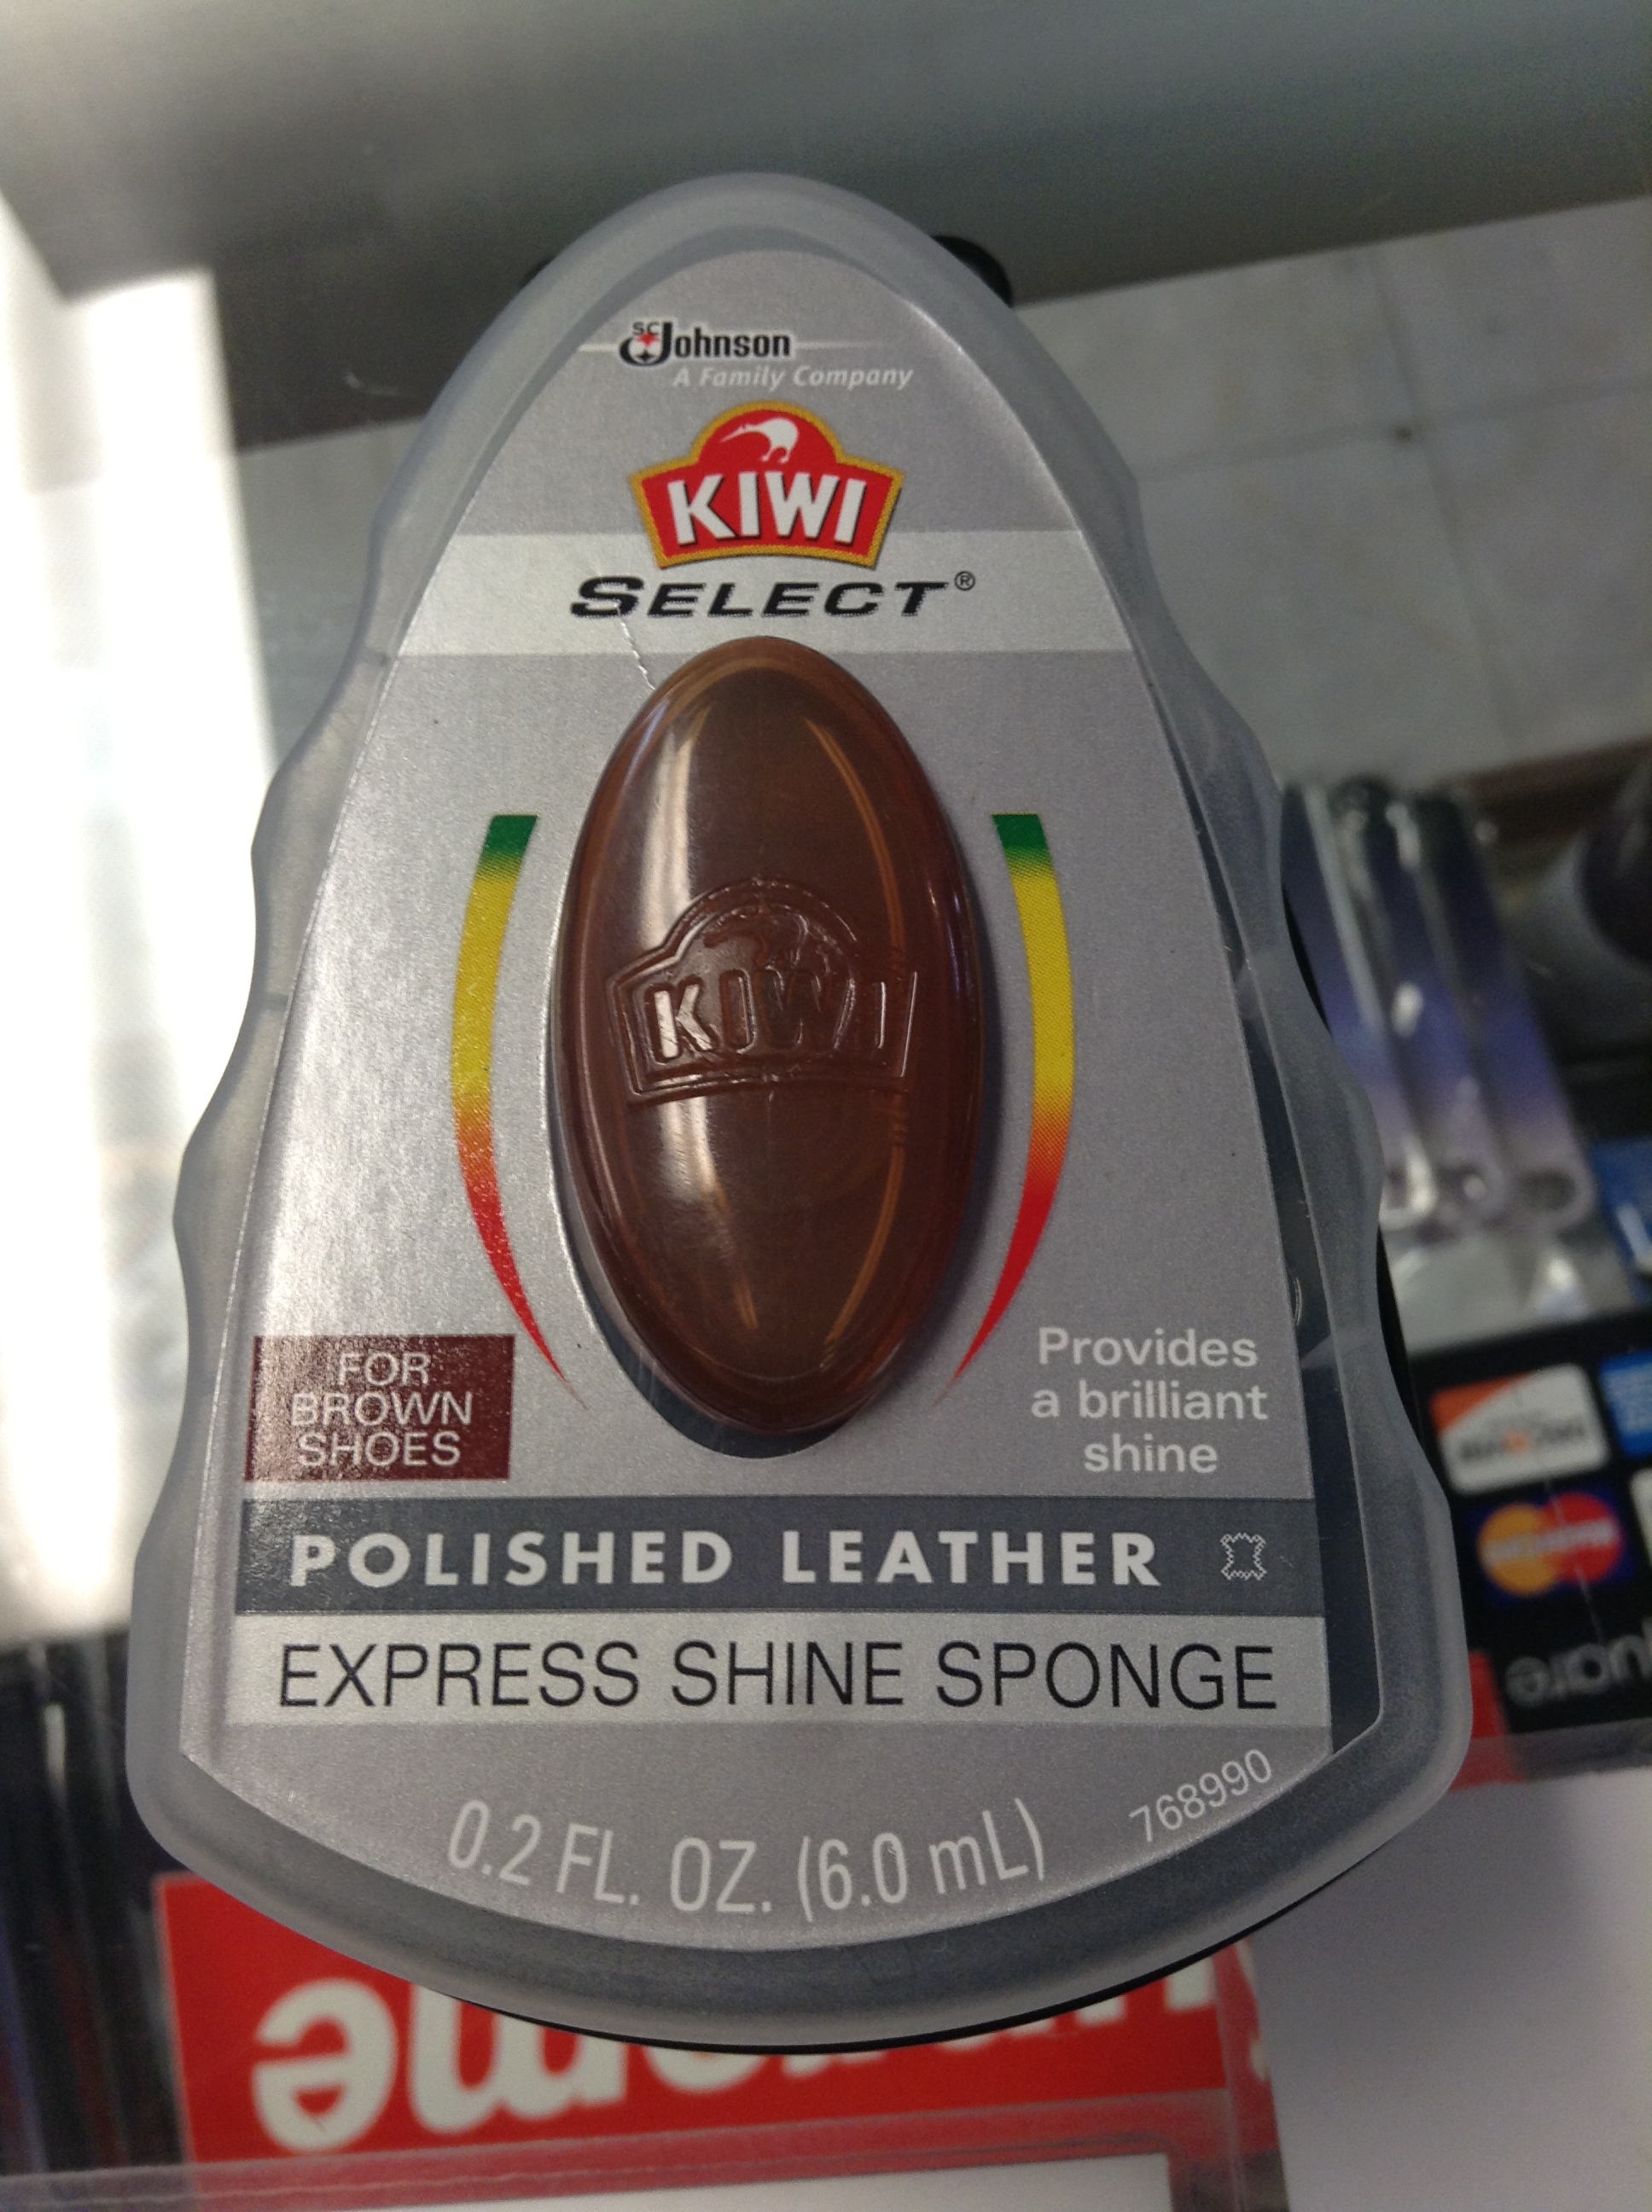 SC Johnson
A Family Company
KIWI
SELECT®
KIWI
FOR
BROWN
SHOES
Provides
a brilliant
shine
POLISHED LEATHER
EXPRESS SHINE SPONGE
0.2 FL. OZ. (6.0 mL)
768990